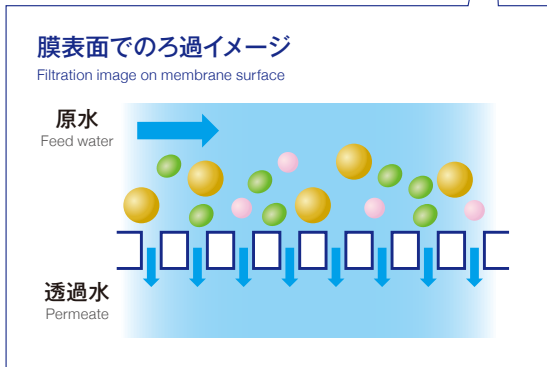 膜表面でのろ過イメージ
Filtration image on membrane surface
原水
Feed water
透過水
Permeate